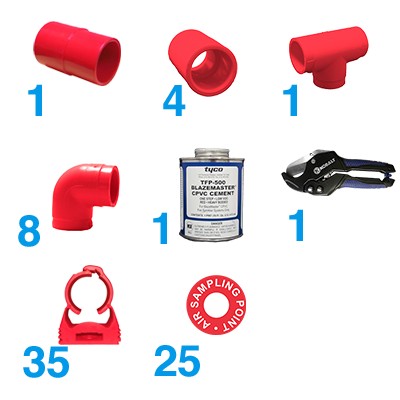 1
4
1
tyco
TFP-500
BLAZEMASTER
CPVC CEMENT
ONE STEP - LOW VOC
RED - HEAVY BODIED
KOBALT
8
1
1
AIR SAMPLING POINT
35
25